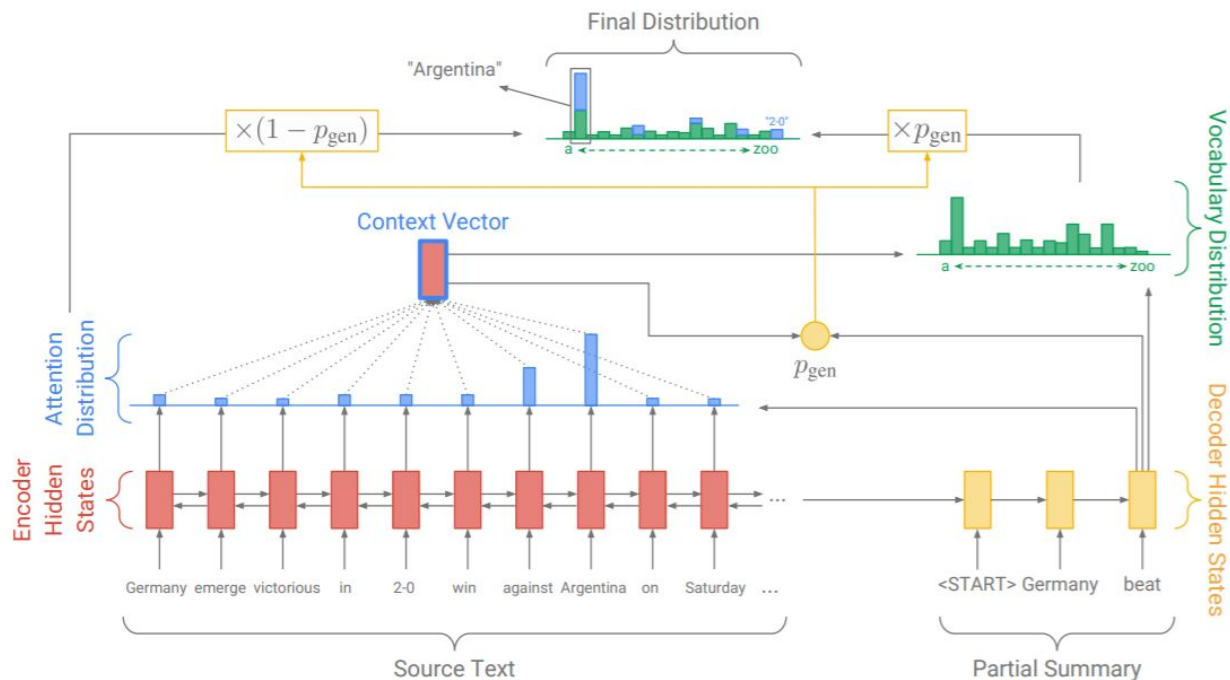 Final Distribution
"Argentina"
×(1 − p_gen)
×p_gen
"2-0"
a
zoo
Context Vector
Vocabulary Distribution
a
zoo
Attention
Distribution
p_gen
Encoder
Hidden
States
Decoder Hidden States
...
Germany emerge victorious in 2-0 win against Argentina on Saturday ...
<START> Germany beat
Source Text
Partial Summary